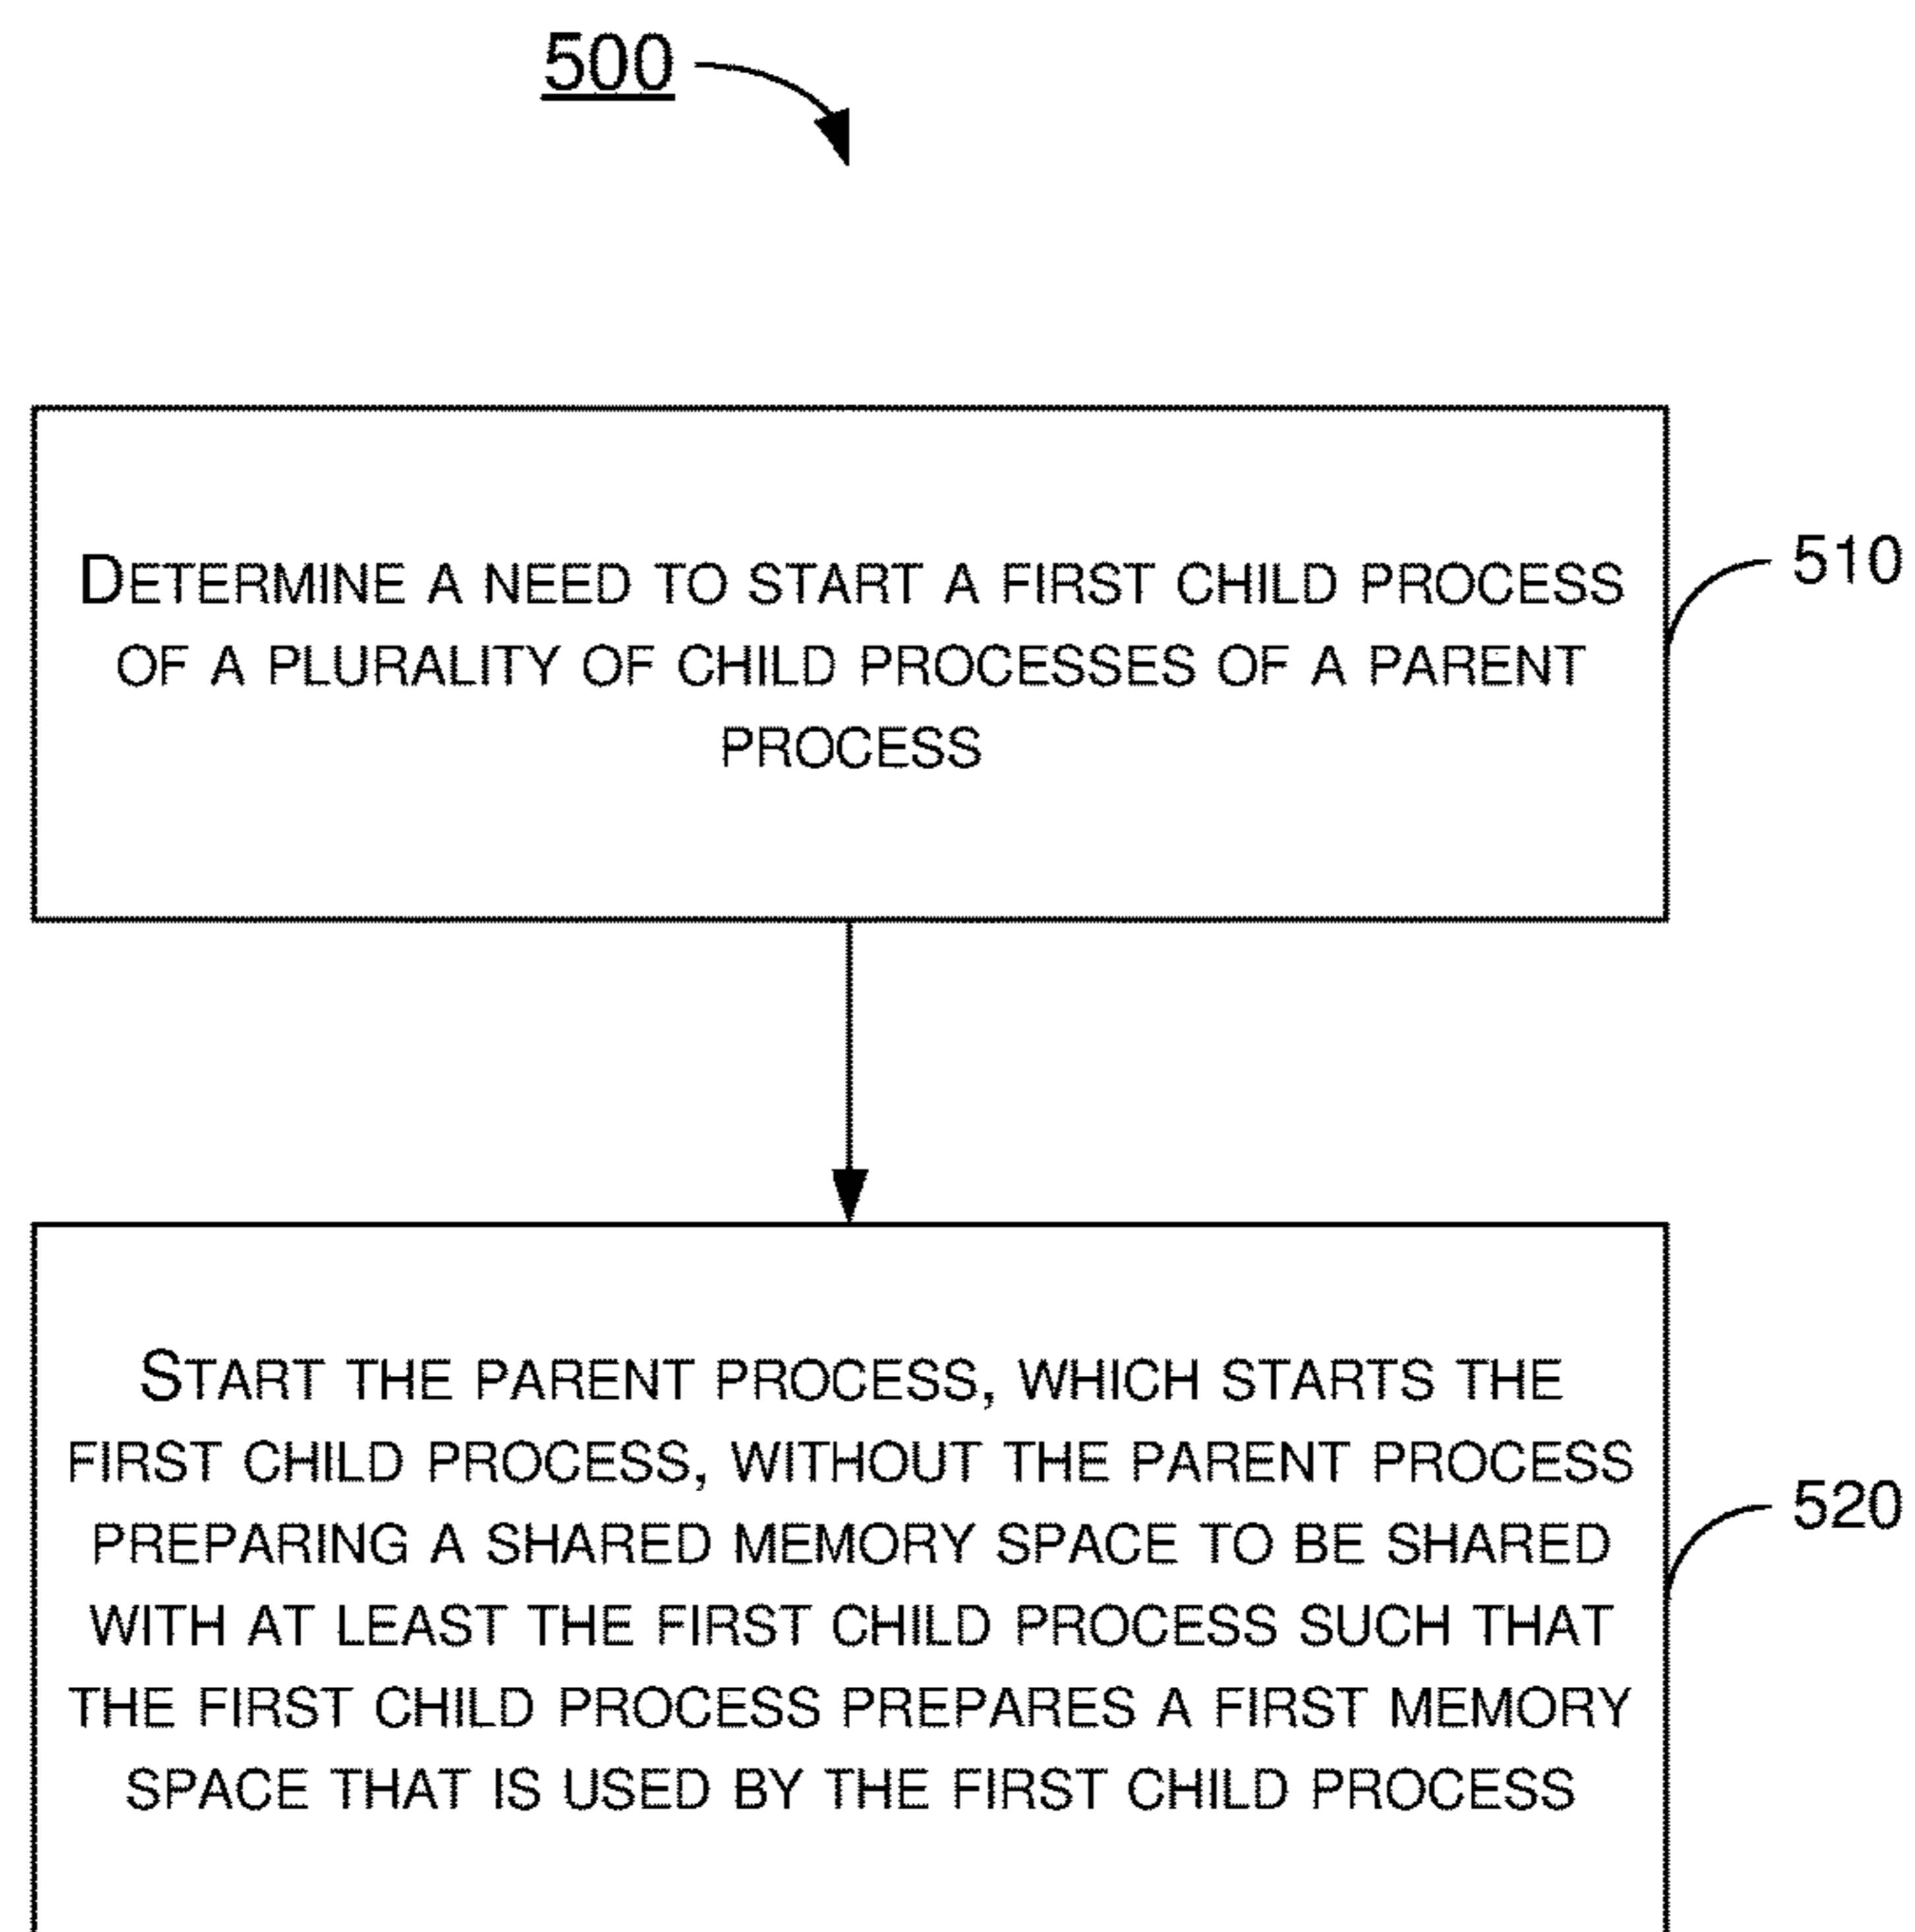 500
DETERMINE A NEED TO START A FIRST CHILD PROCESS
OF A PLURALITY OF CHILD PROCESSES OF A PARENT
PROCESS
510
START THE PARENT PROCESS, WHICH STARTS THE
FIRST CHILD PROCESS, WITHOUT THE PARENT PROCESS
PREPARING A SHARED MEMORY SPACE TO BE SHARED
WITH AT LEAST THE FIRST CHILD PROCESS SUCH THAT
THE FIRST CHILD PROCESS PREPARES A FIRST MEMORY
SPACE THAT IS USED BY THE FIRST CHILD PROCESS
520